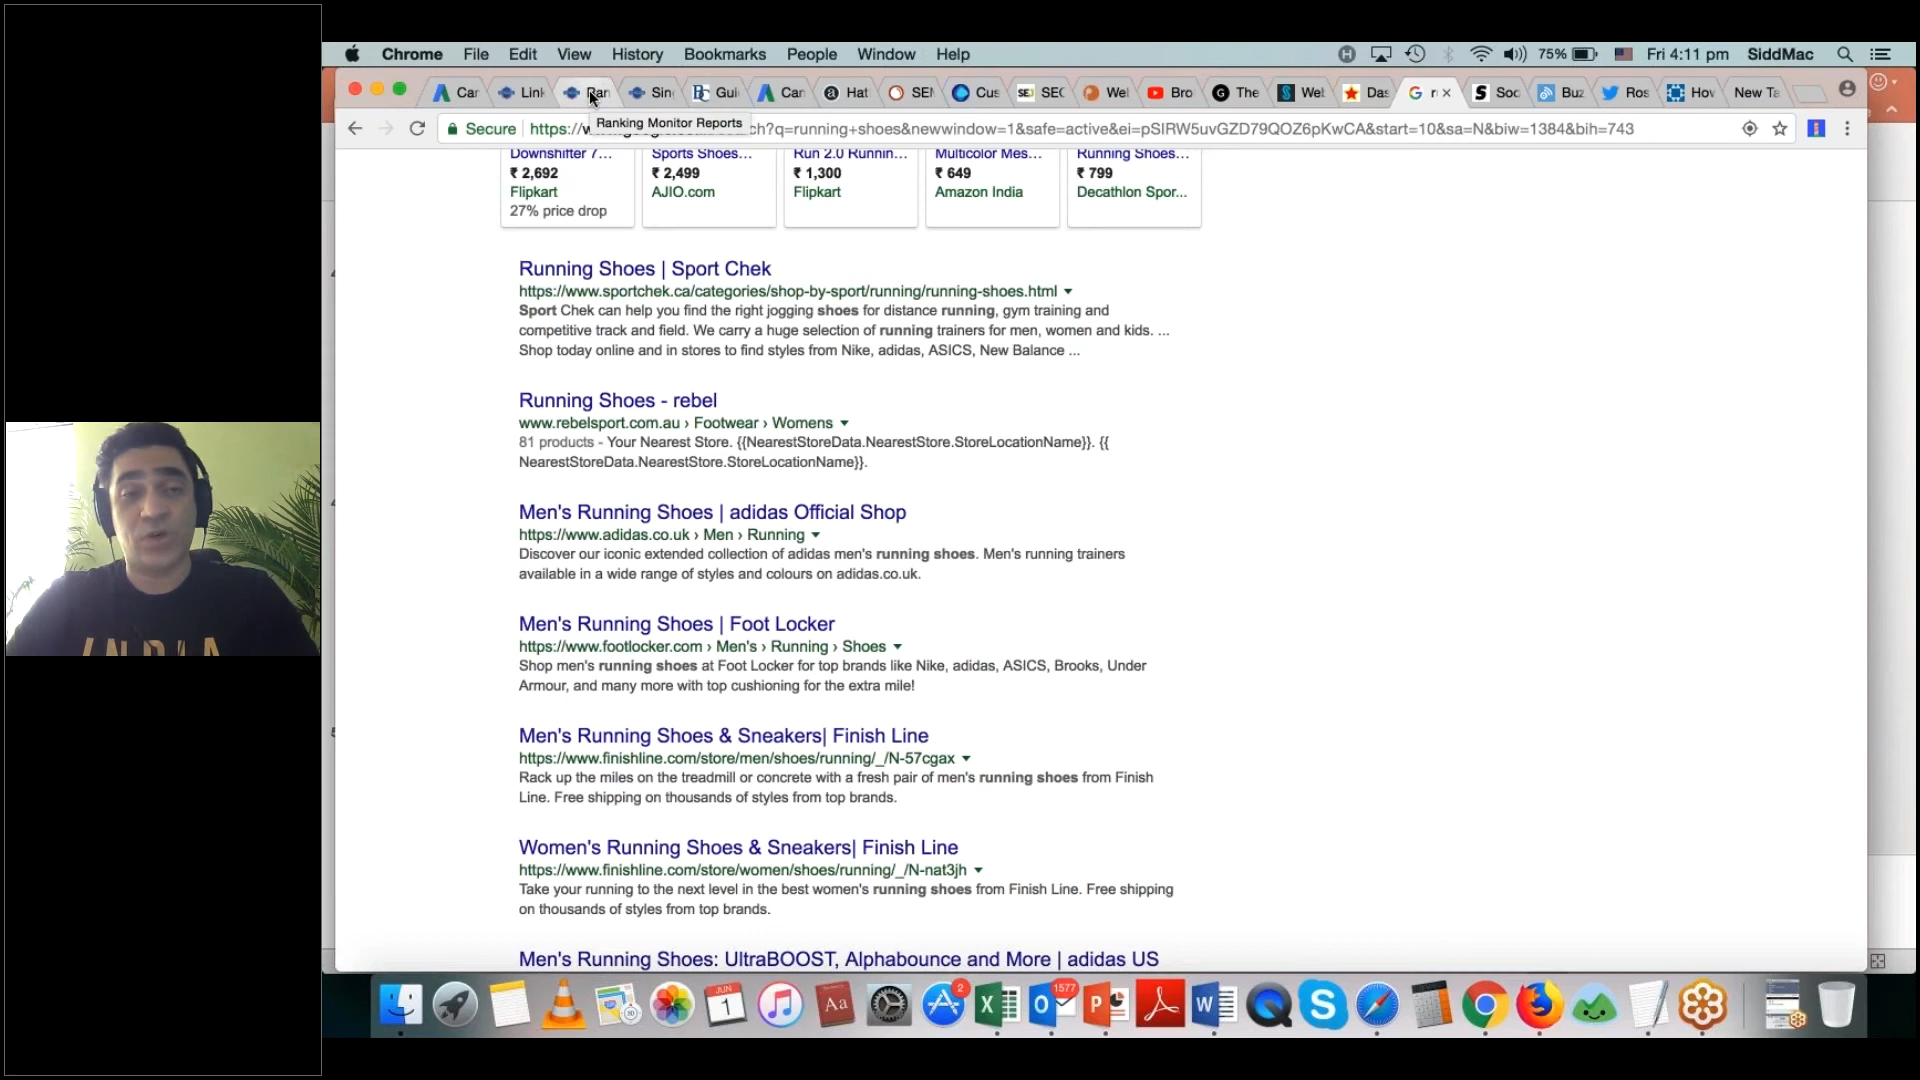 Chrome File Edit View History Bookmarks People Window Help 75% Fri 4:11 pm SiddMac
Car Link Ran Sin Gui Car Hat SEM Cus SEC Wel Bro The Wel Das r Soc Buz Ros How New Ta
Secure https://w ch?q=running+shoes&newwindow=1&safe=active&ei=pSIRW5uvGZD79QOZ6pKwCA&start=10&sa=N&biw=1384&bih=743
Ranking Monitor Reports
Downshifter 7... Sports Shoes... Run 2.0 Runnin... Multicolor Mes... Running Shoes...
₹ 2,692 ₹ 2,499 ₹ 1,300 ₹ 649 ₹ 799
Flipkart AJIO.com Flipkart Amazon India Decathlon Spor...
27% price drop
Running Shoes | Sport Chek
https://www.sportchek.ca/categories/shop-by-sport/running/running-shoes.html
Sport Chek can help you find the right jogging shoes for distance running, gym training and
competitive track and field. We carry a huge selection of running trainers for men, women and kids. ...
Shop today online and in stores to find styles from Nike, adidas, ASICS, New Balance ...
Running Shoes - rebel
www.rebelsport.com.au › Footwear › Womens
81 products - Your Nearest Store. {{NearestStoreData.NearestStore.StoreLocationName}}. {{
NearestStoreData.NearestStore.StoreLocationName}}.
Men's Running Shoes | adidas Official Shop
https://www.adidas.co.uk › Men › Running
Discover our iconic extended collection of adidas men's running shoes. Men's running trainers
available in a wide range of styles and colours on adidas.co.uk.
Men's Running Shoes | Foot Locker
https://www.footlocker.com › Men's › Running › Shoes
Shop men's running shoes at Foot Locker for top brands like Nike, adidas, ASICS, Brooks, Under
Armour, and many more with top cushioning for the extra mile!
Men's Running Shoes & Sneakers| Finish Line
https://www.finishline.com/store/men/shoes/running/_/N-57cgax
Rack up the miles on the treadmill or concrete with a fresh pair of men's running shoes from Finish
Line. Free shipping on thousands of styles from top brands.
Women's Running Shoes & Sneakers| Finish Line
https://www.finishline.com/store/women/shoes/running/_/N-nat3jh
Take your running to the next level in the best women's running shoes from Finish Line. Free shipping
on thousands of styles from top brands.
Men's Running Shoes: UltraBOOST, Alphabounce and More | adidas US
INDIA
JUN
1
Aa
2
1577